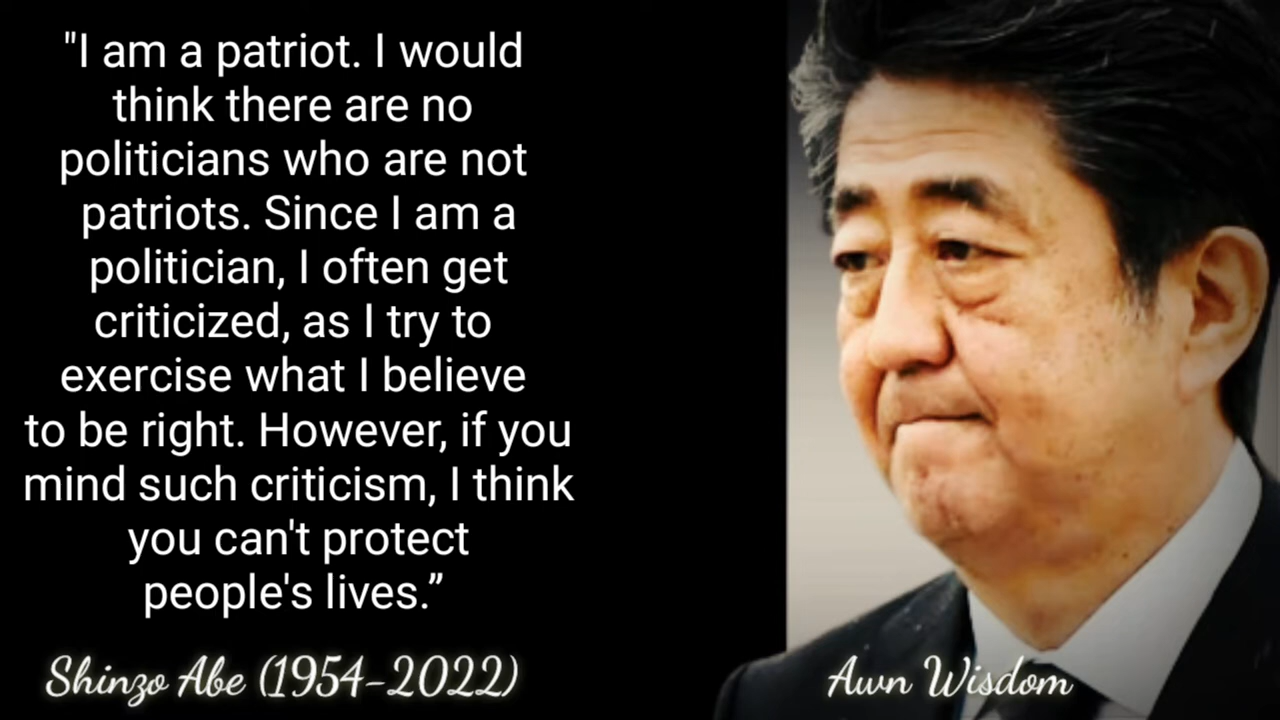 "I am a patriot. I would
think there are no
politicians who are not
patriots. Since I am a
politician, I often get
criticized, as I try to
exercise what I believe
to be right. However, if you
mind such criticism, I think
you can't protect
people's lives.”
Shinzo Abe (1954-2022)
Awn Wisdom